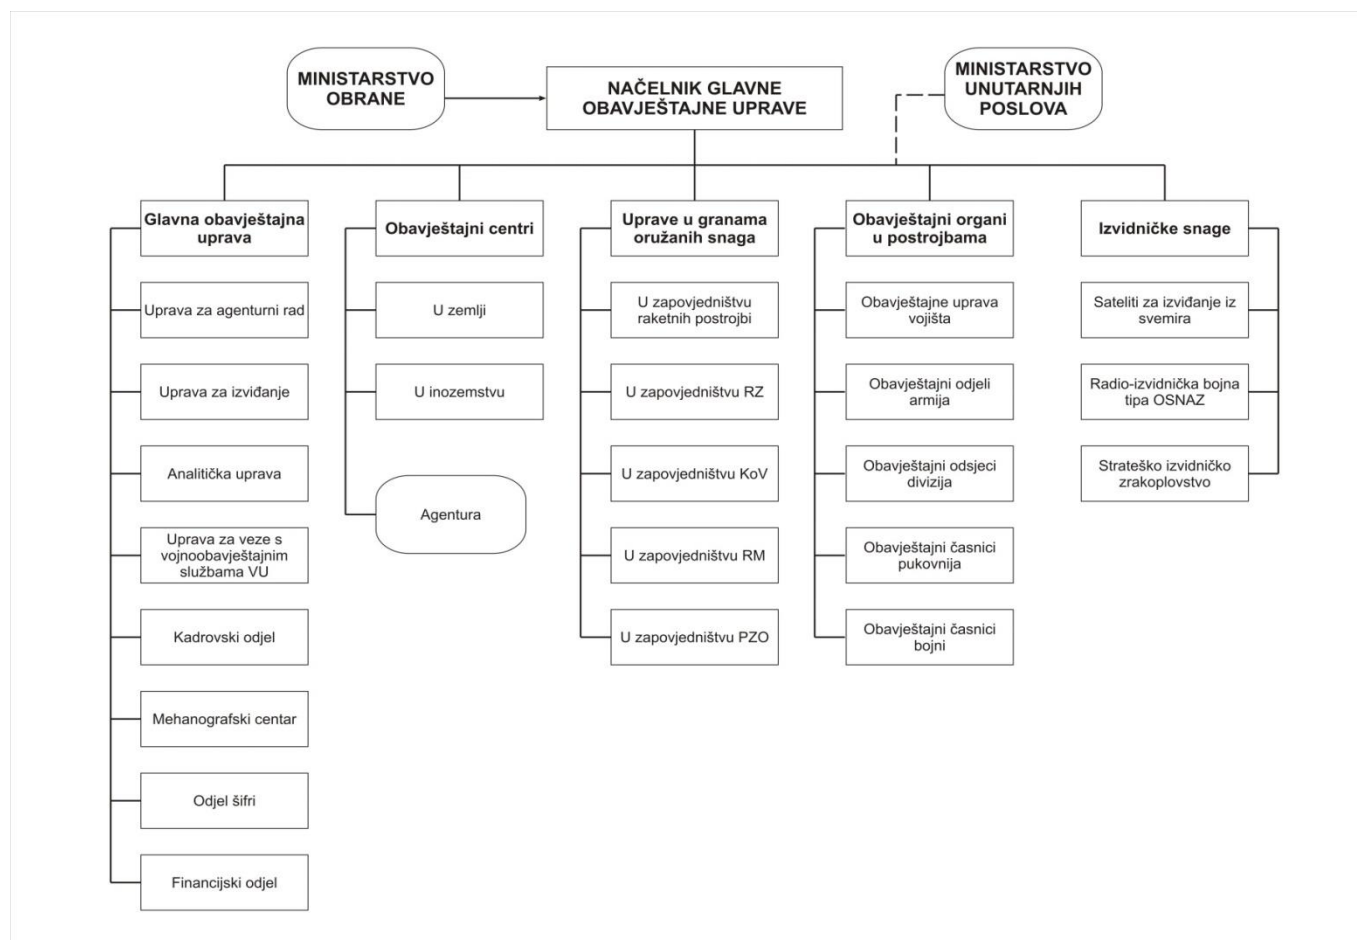 MINISTARSTVO
OBRANE
NAČELNIK GLAVNE
OBAVJEŠTAJNE UPRAVE
MINISTARSTVO
UNUTARNJIH
POSLOVA
Glavna obavještajna
uprava
Uprava za agenturni rad
Uprava za izviđanje
Analitička uprava
Uprava za veze s
vojnoobavještajnim
službama VU
Kadrovski odjel
Mehanografski centar
Odjel šifri
Financijski odjel
Obavještajni centri
U zemlji
U inozemstvu
Agentura
Uprave u granama
oružanih snaga
U zapovjedništvu
raketnih postrojbi
U zapovjedništvu RZ
U zapovjedništvu KoV
U zapovjedništvu RM
U zapovjedništvu PZO
Obavještajni organi
u postrojbama
Obavještajne uprava
vojišta
Obavještajni odjeli
armija
Obavještajni odsjeci
divizija
Obavještajni časnici
pukovnija
Obavještajni časnici
bojni
Izvidničke snage
Sateliti za izviđanje iz
svemira
Radio-izvidnička bojna
tipa OSNAZ
Strateško izvidničko
zrakoplovstvo